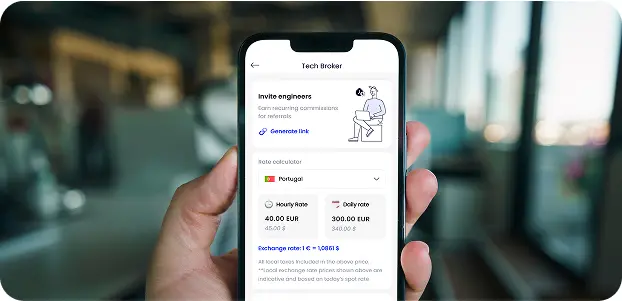 Tech Broker
Invite engineers
Earn recurring commissions
for referrals
Generate link
Rate calculator
Portugal
Hourly Rate
Daily rate
40.00 EUR
300.00 EUR
45.00 $
340.00 $
Exchange rate: 1 € = 1,0861 $
All local taxes included in the above price.
**Local exchange rate prices shown above are
indicative and based on today's spot rate